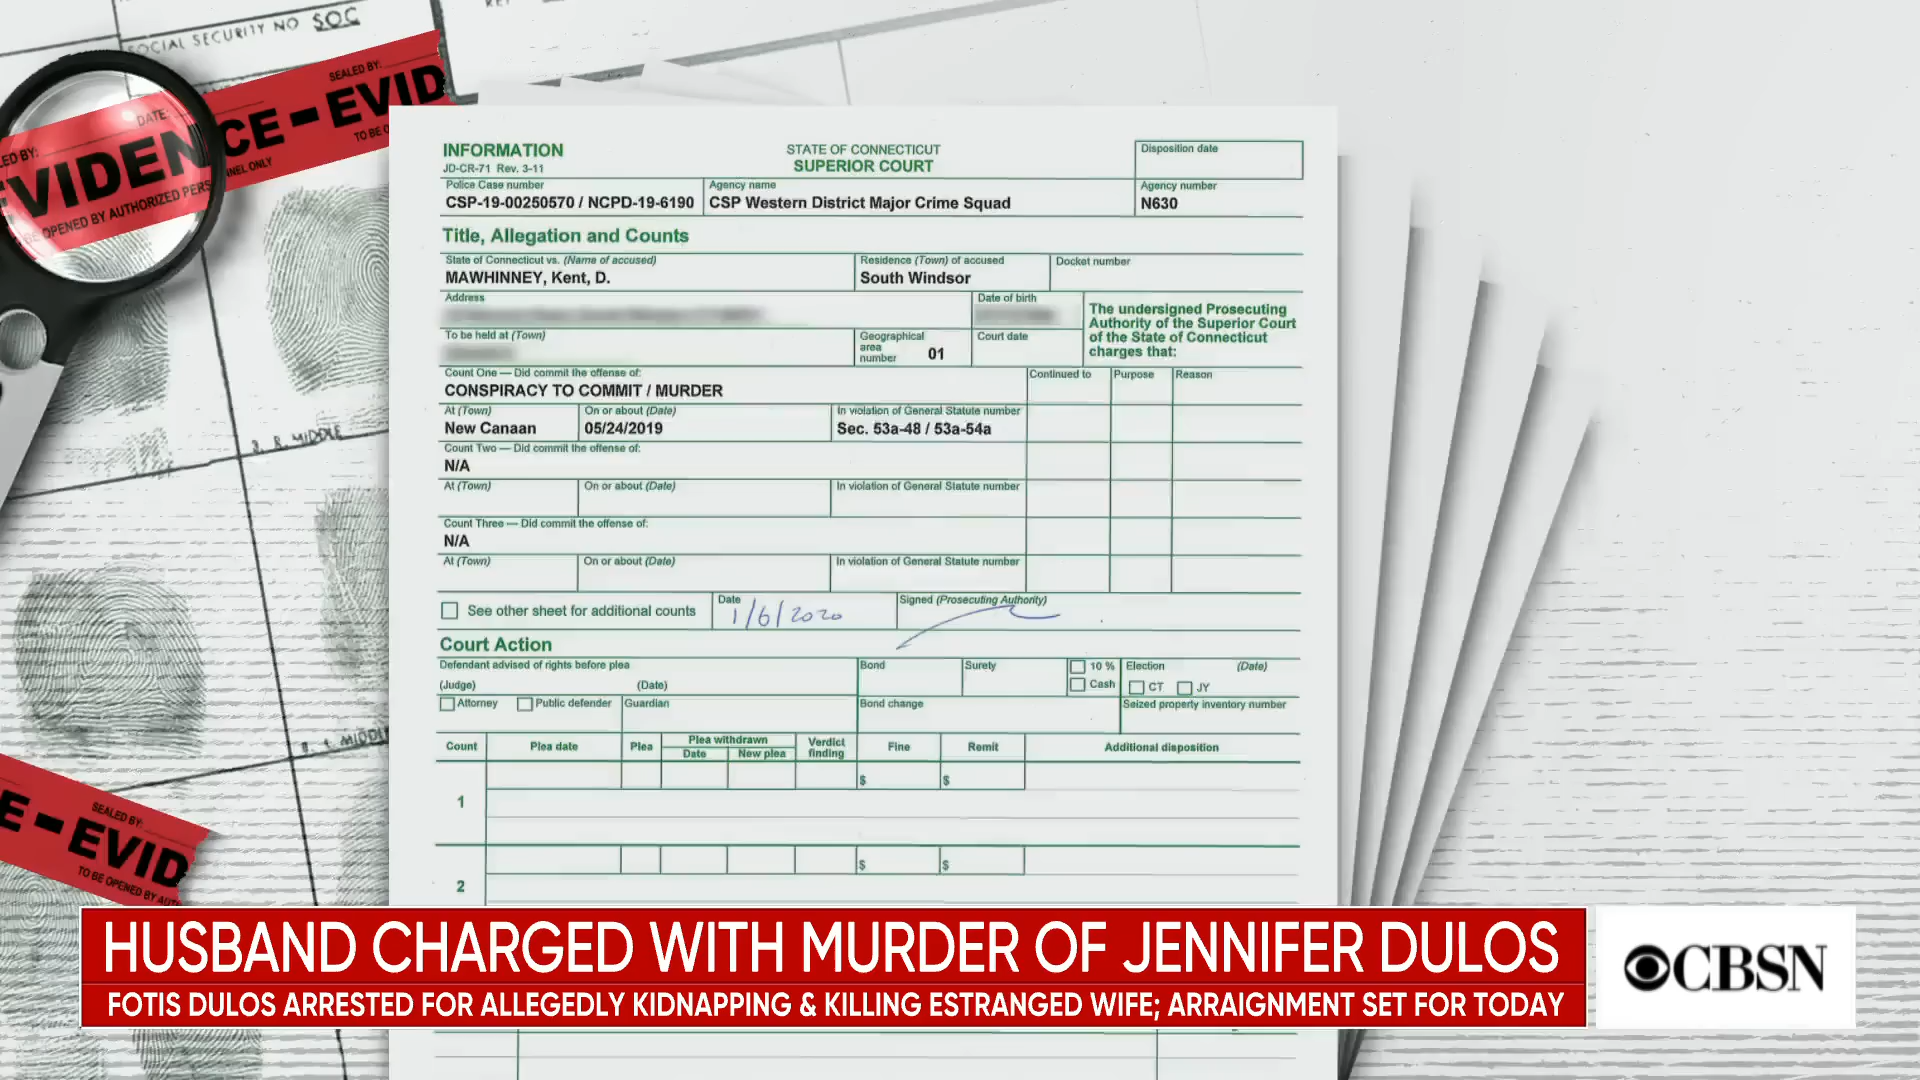 SOCIAL SECURITY NO SOC
SEALED BY:
DATE:
EVIDENCE - EVID
TO BE OPENED BY AUTHORIZED PERSONNEL ONLY
TO BE O
INFORMATION
JD-CR-71 Rev. 3-11
STATE OF CONNECTICUT
SUPERIOR COURT
Disposition date
Police Case number
CSP-19-00250570 / NCPD-19-6190
Agency name
CSP Western District Major Crime Squad
Agency number
N630
Title, Allegation and Counts
State of Connecticut vs. (Name of accused)
MAWHINNEY, Kent, D.
Residence (Town) of accused
South Windsor
Docket number
Address
Date of birth
The undersigned Prosecuting
Authority of the Superior Court
of the State of Connecticut
charges that:
To be held at (Town)
Geographical
area
number 01
Court date
Count One — Did commit the offense of:
CONSPIRACY TO COMMIT / MURDER
Continued to
Purpose
Reason
At (Town)
New Canaan
On or about (Date)
05/24/2019
In violation of General Statute number
Sec. 53a-48 / 53a-54a
Count Two — Did commit the offense of:
N/A
At (Town)
On or about (Date)
In violation of General Statute number
Count Three — Did commit the offense of:
N/A
At (Town)
On or about (Date)
In violation of General Statute number
See other sheet for additional counts
Date
1/6/2020
Signed (Prosecuting Authority)
Court Action
Defendant advised of rights before plea
(Judge) (Date)
Bond
Surety
10 %
Cash
Election (Date)
CT JY
Attorney
Public defender
Guardian
Bond change
Seized property inventory number
Count
Plea date
Plea
Plea withdrawn
Date
New plea
Verdict
finding
Fine
Remit
Additional disposition
$ $
1
$ $
2
R. MIDDLE
MIDDLE
SEALED BY:
E - EVID
TO BE OPENED BY AUT
HUSBAND CHARGED WITH MURDER OF JENNIFER DULOS
FOTIS DULOS ARRESTED FOR ALLEGEDLY KIDNAPPING & KILLING ESTRANGED WIFE; ARRAIGNMENT SET FOR TODAY
CBSN